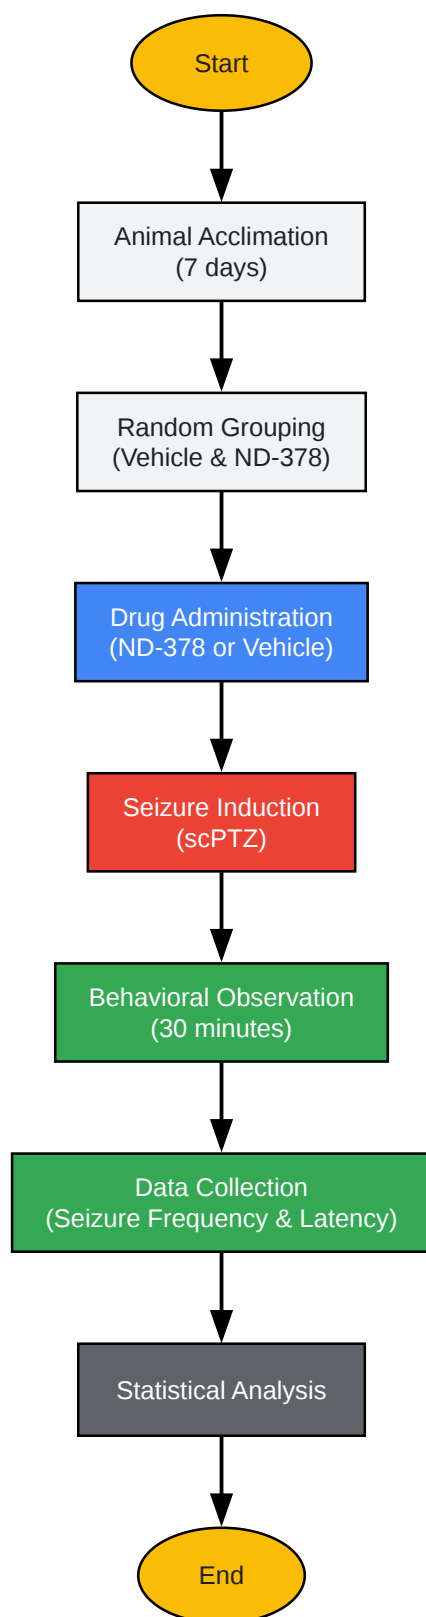 Start
Animal Acclimation
(7 days)
Random Grouping
(Vehicle & ND-378)
Drug Administration
(ND-378 or Vehicle)
Seizure Induction
(scPTZ)
Behavioral Observation
(30 minutes)
Data Collection
(Seizure Frequency & Latency)
Statistical Analysis
End